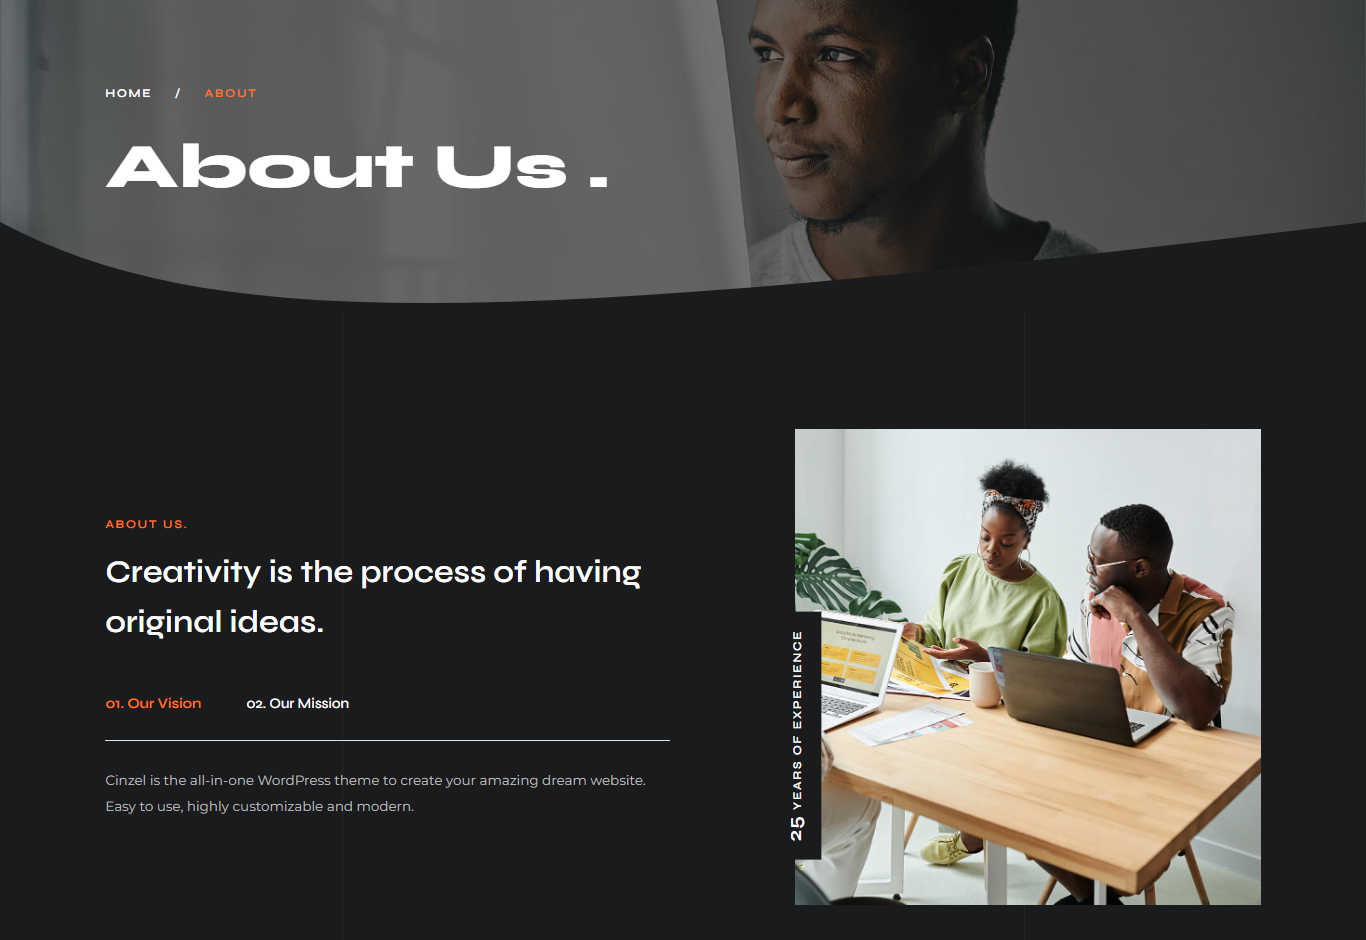 HOME / ABOUT
About Us .
ABOUT US.
Creativity is the process of having
original ideas.
01. Our Vision 02. Our Mission
Cinzel is the all-in-one WordPress theme to create your amazing dream website.
Easy to use, highly customizable and modern.
25 YEARS OF EXPERIENCE